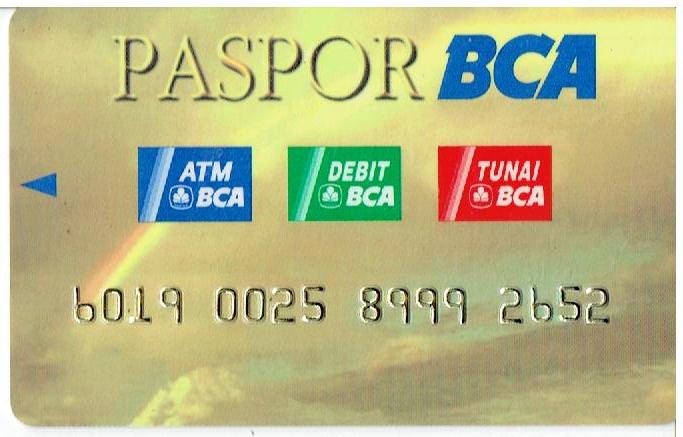 PASPOR BCA
ATM BCA
DEBIT BCA
TUNAI BCA
6019 0025 8999 2652